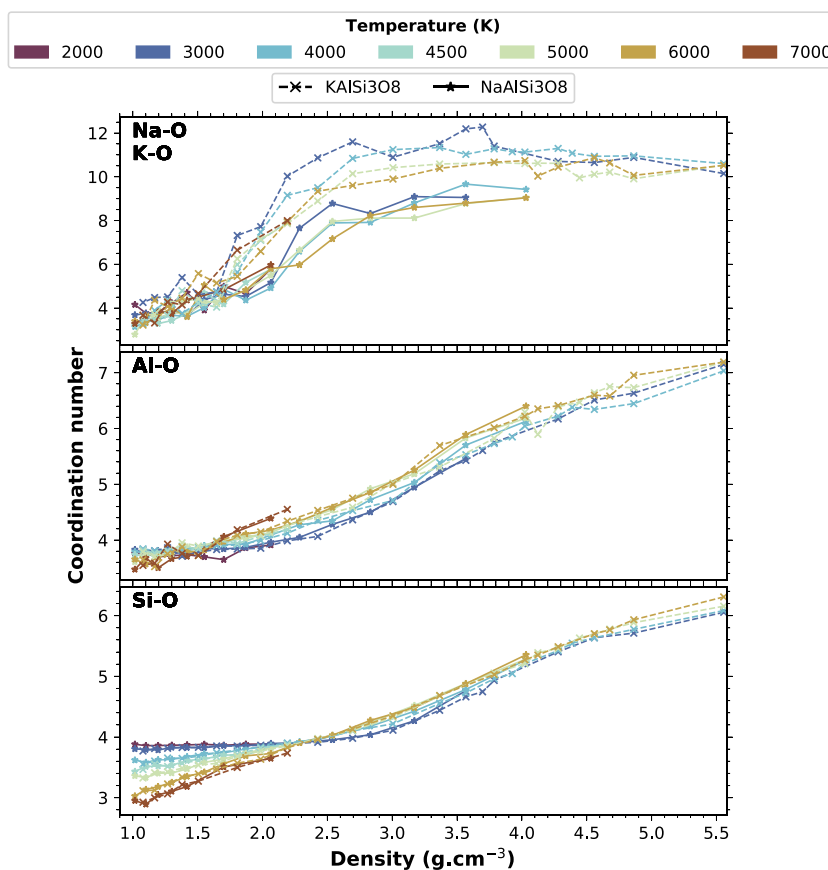 Temperature (K)
2000 3000 4000 4500 5000 6000 7000
KAlSi3O8 NaAlSi3O8
Na-O
K-O
12
10
8
6
4
Al-O
7
6
5
4
Coordination number
Si-O
6
5
4
3
1.0 1.5 2.0 2.5 3.0 3.5 4.0 4.5 5.0 5.5
Density (g.cm⁻³)